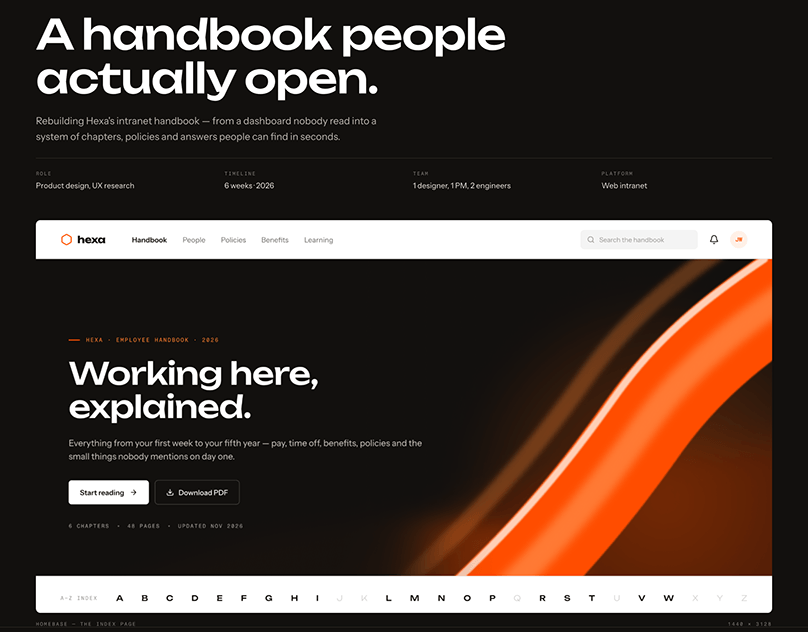 A handbook people
actually open.
Rebuilding Hexa's intranet handbook — from a dashboard nobody read into a
system of chapters, policies and answers people can find in seconds.
ROLE TIMELINE TEAM PLATFORM
Product design, UX research 6 weeks · 2026 1 designer, 1 PM, 2 engineers Web intranet
hexa Handbook People Policies Benefits Learning Search the handbook JR
HEXA · EMPLOYEE HANDBOOK · 2026
Working here,
explained.
Everything from your first week to your fifth year — pay, time off, benefits, policies and the
small things nobody mentions on day one.
Start reading → Download PDF
6 CHAPTERS • 48 PAGES • UPDATED NOV 2026
A–Z INDEX A B C D E F G H I J K L M N O P Q R S T U V W X Y Z
HOMEBASE — THE INDEX PAGE 1440 × 3120